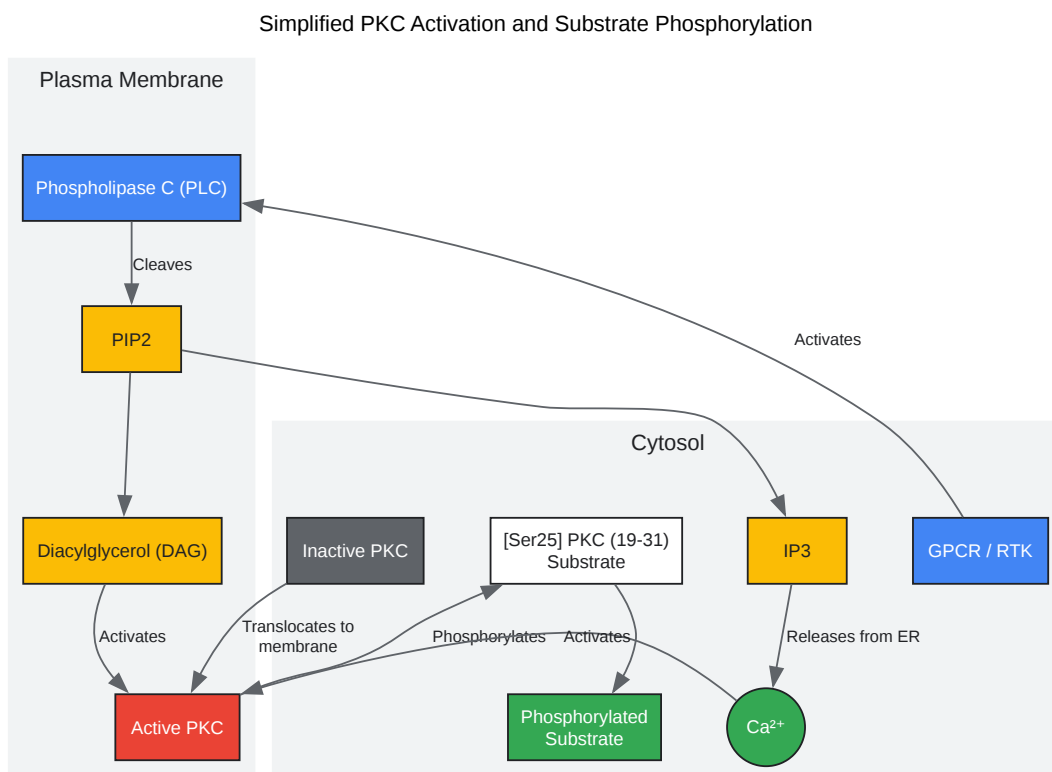 Simplified PKC Activation and Substrate Phosphorylation
Plasma Membrane
Phospholipase C (PLC)
Cleaves
PIP2
Activates
Cytosol
Diacylglycerol (DAG)
Inactive PKC
[Ser25] PKC (19-31)
Substrate
IP3
GPCR / RTK
Activates
Translocates to
membrane
Phosphorylates
Activates
Releases from ER
Active PKC
Phosphorylated
Substrate
Ca²⁺